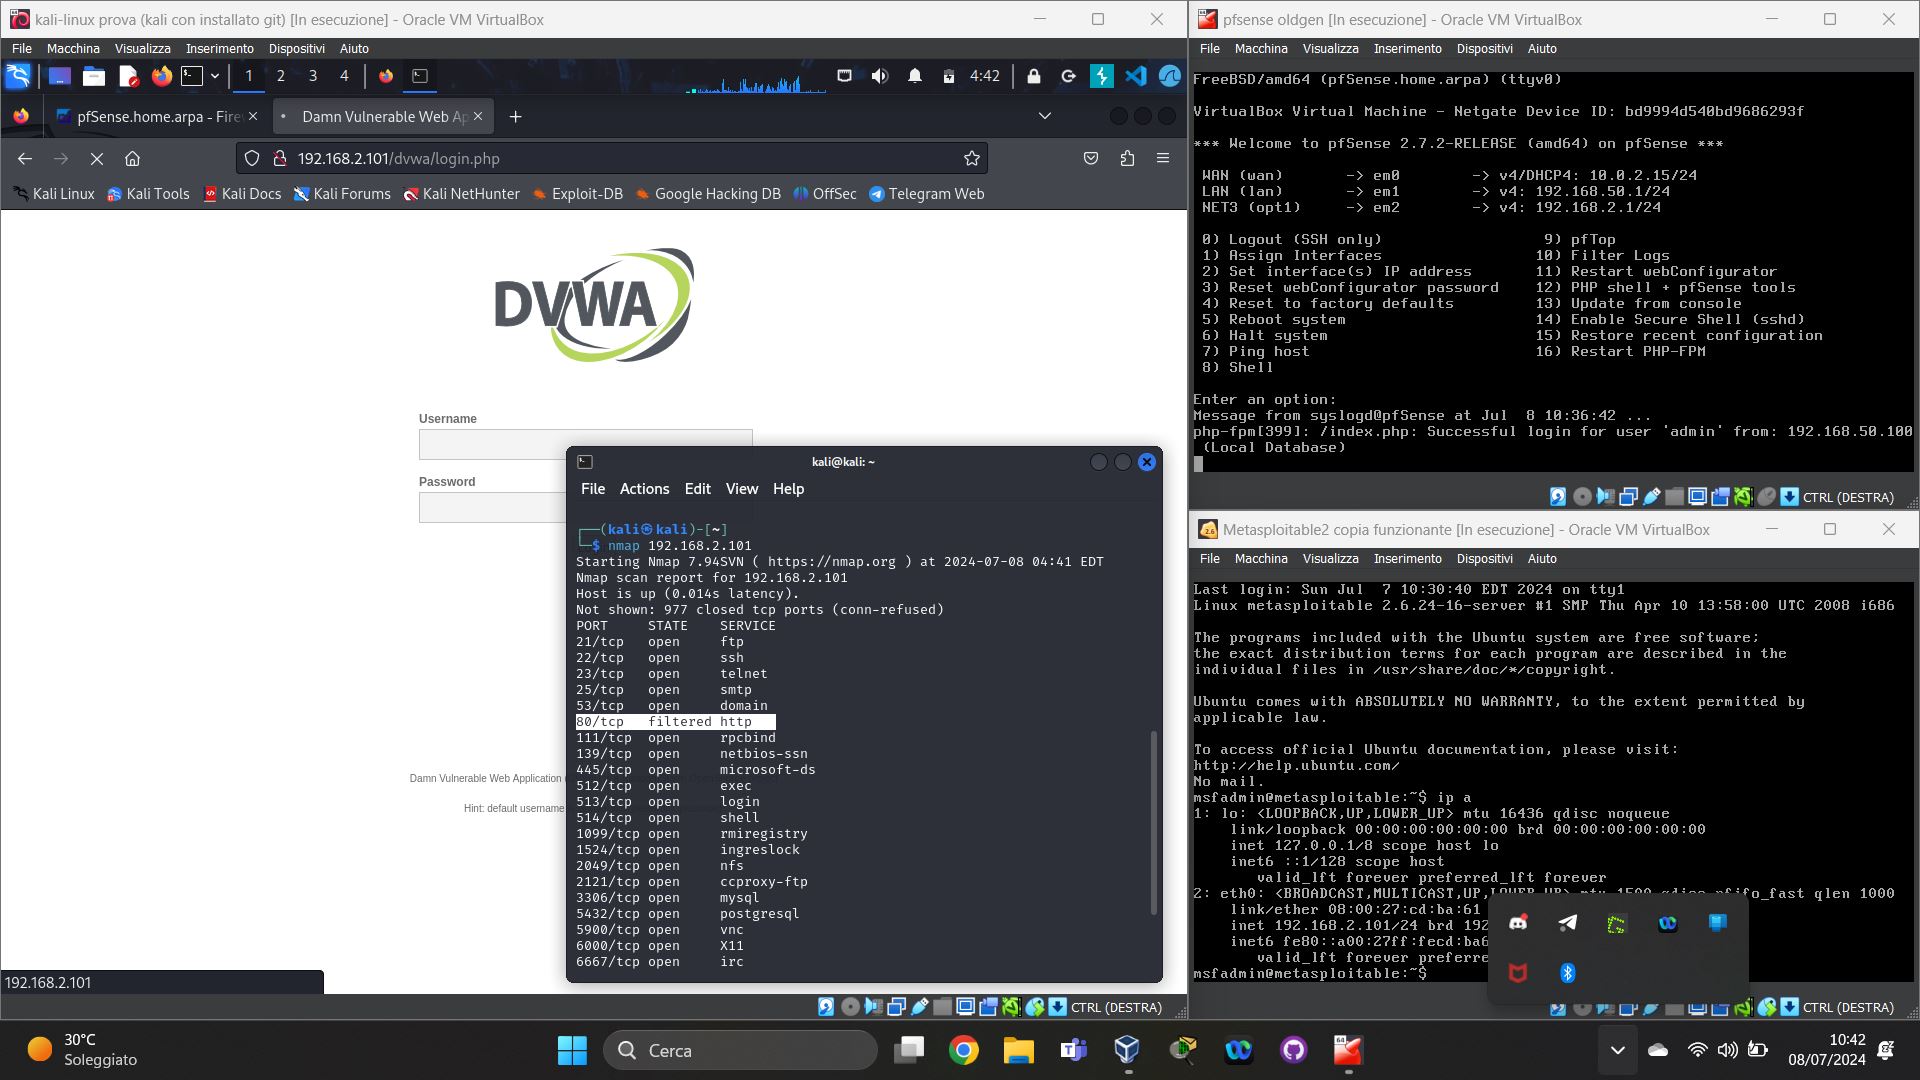 kali-linux prova (kali con installato git) [In esecuzione] - Oracle VM VirtualBox
File Macchina Visualizza Inserimento Dispositivi Aiuto
1 2 3 4
4:42
pfSense.home.arpa - Fire
Damn Vulnerable Web Ap
192.168.2.101/dvwa/login.php
Kali Linux Kali Tools Kali Docs Kali Forums Kali NetHunter Exploit-DB Google Hacking DB OffSec Telegram Web
DVWA
Username
Password
Damn Vulnerable Web Application
Hint: default username
192.168.2.101
kali@kali: ~
File Actions Edit View Help
┌──(kali㉿kali)-[~]
└─$ nmap 192.168.2.101
Starting Nmap 7.94SVN ( https://nmap.org ) at 2024-07-08 04:41 EDT
Nmap scan report for 192.168.2.101
Host is up (0.014s latency).
Not shown: 977 closed tcp ports (conn-refused)
PORT STATE SERVICE
21/tcp open ftp
22/tcp open ssh
23/tcp open telnet
25/tcp open smtp
53/tcp open domain
80/tcp filtered http
111/tcp open rpcbind
139/tcp open netbios-ssn
445/tcp open microsoft-ds
512/tcp open exec
513/tcp open login
514/tcp open shell
1099/tcp open rmiregistry
1524/tcp open ingreslock
2049/tcp open nfs
2121/tcp open ccproxy-ftp
3306/tcp open mysql
5432/tcp open postgresql
5900/tcp open vnc
6000/tcp open X11
6667/tcp open irc
CTRL (DESTRA)
pfsense oldgen [In esecuzione] - Oracle VM VirtualBox
File Macchina Visualizza Inserimento Dispositivi Aiuto
FreeBSD/amd64 (pfSense.home.arpa) (ttyv0)
VirtualBox Virtual Machine - Netgate Device ID: bd9994d540bd9686293f
*** Welcome to pfSense 2.7.2-RELEASE (amd64) on pfSense ***
WAN (wan) -> em0 -> v4/DHCP4: 10.0.2.15/24
LAN (lan) -> em1 -> v4: 192.168.50.1/24
NET3 (opt1) -> em2 -> v4: 192.168.2.1/24
0) Logout (SSH only) 9) pfTop
1) Assign Interfaces 10) Filter Logs
2) Set interface(s) IP address 11) Restart webConfigurator
3) Reset webConfigurator password 12) PHP shell + pfSense tools
4) Reset to factory defaults 13) Update from console
5) Reboot system 14) Enable Secure Shell (sshd)
6) Halt system 15) Restore recent configuration
7) Ping host 16) Restart PHP-FPM
8) Shell
Enter an option:
Message from syslogd@pfSense at Jul 8 10:36:42 ...
php-fpm[399]: /index.php: Successful login for user 'admin' from: 192.168.50.100
(Local Database)
CTRL (DESTRA)
Metasploitable2 copia funzionante [In esecuzione] - Oracle VM VirtualBox
File Macchina Visualizza Inserimento Dispositivi Aiuto
Last login: Sun Jul 7 10:30:40 EDT 2024 on tty1
Linux metasploitable 2.6.24-16-server #1 SMP Thu Apr 10 13:58:00 UTC 2008 i686
The programs included with the Ubuntu system are free software;
the exact distribution terms for each program are described in the
individual files in /usr/share/doc/*/copyright.
Ubuntu comes with ABSOLUTELY NO WARRANTY, to the extent permitted by
applicable law.
To access official Ubuntu documentation, please visit:
http://help.ubuntu.com/
No mail.
msfadmin@metasploitable:~$ ip a
1: lo: <LOOPBACK,UP,LOWER_UP> mtu 16436 qdisc noqueue
link/loopback 00:00:00:00:00:00 brd 00:00:00:00:00:00
inet 127.0.0.1/8 scope host lo
inet6 ::1/128 scope host
valid_lft forever preferred_lft forever
2: eth0: <BROADCAST,MULTICAST,UP,LOWER_UP> mtu 1500 qdisc pfifo_fast qlen 1000
link/ether 08:00:27:cd:ba:61
inet 192.168.2.101/24 brd 192
inet6 fe80::a00:27ff:fecd:ba6
valid_lft forever preferre
msfadmin@metasploitable:~$
CTRL (DESTRA)
30°C
Soleggiato
Cerca
10:42
08/07/2024